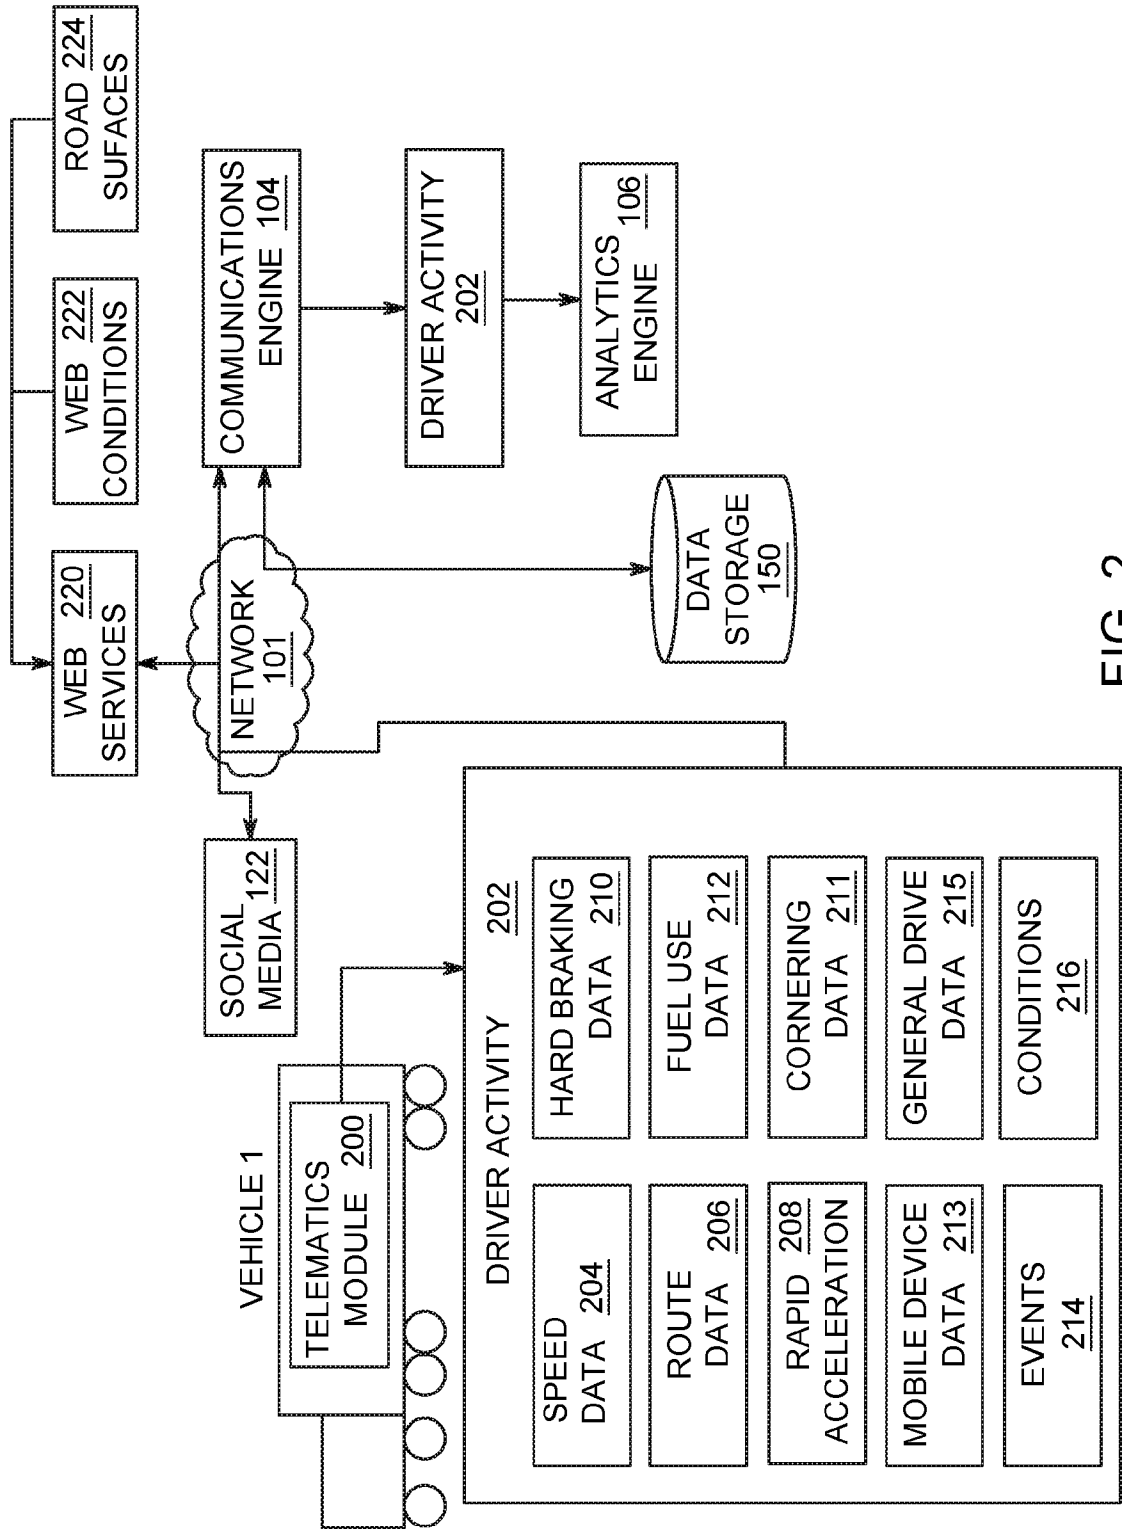 VEHICLE 1
TELEMATICS
MODULE 200
SOCIAL
MEDIA 122
WEB 220
SERVICES
WEB 222
CONDITIONS
ROAD 224
SUFACES
NETWORK
101
COMMUNICATIONS
ENGINE 104
DRIVER ACTIVITY
202
ANALYTICS
ENGINE 106
DATA
STORAGE
150
DRIVER ACTIVITY 202
SPEED
DATA 204
HARD BRAKING
DATA 210
ROUTE
DATA 206
FUEL USE
DATA 212
RAPID 208
ACCELERATION
CORNERING
DATA 211
MOBILE DEVICE
DATA 213
GENERAL DRIVE
DATA 215
EVENTS
214
CONDITIONS
216
FIG. 2